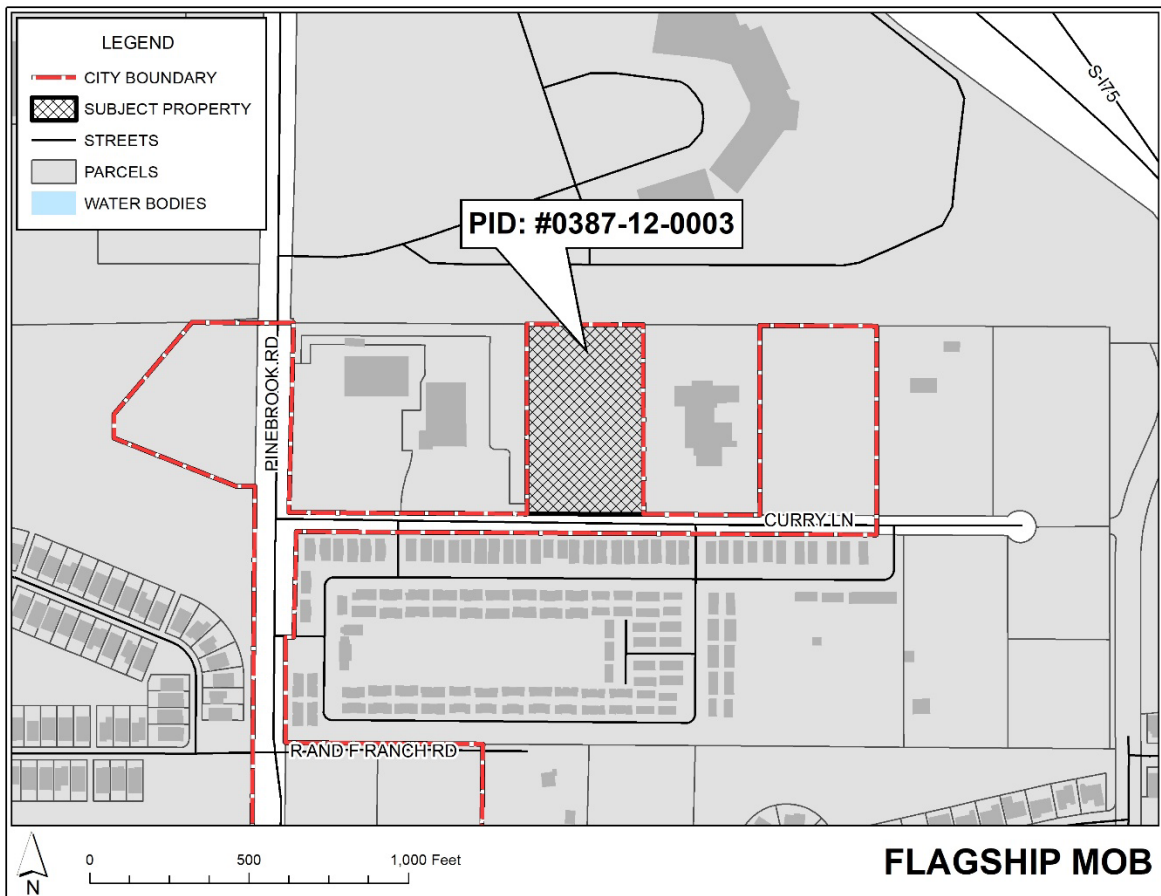 LEGEND
CITY BOUNDARY
SUBJECT PROPERTY
STREETS
PARCELS
WATER BODIES
S-I75
PID: #0387-12-0003
PINEBROOK RD
CURRY LN
R AND F RANCH RD
N
0 500 1,000 Feet
FLAGSHIP MOB